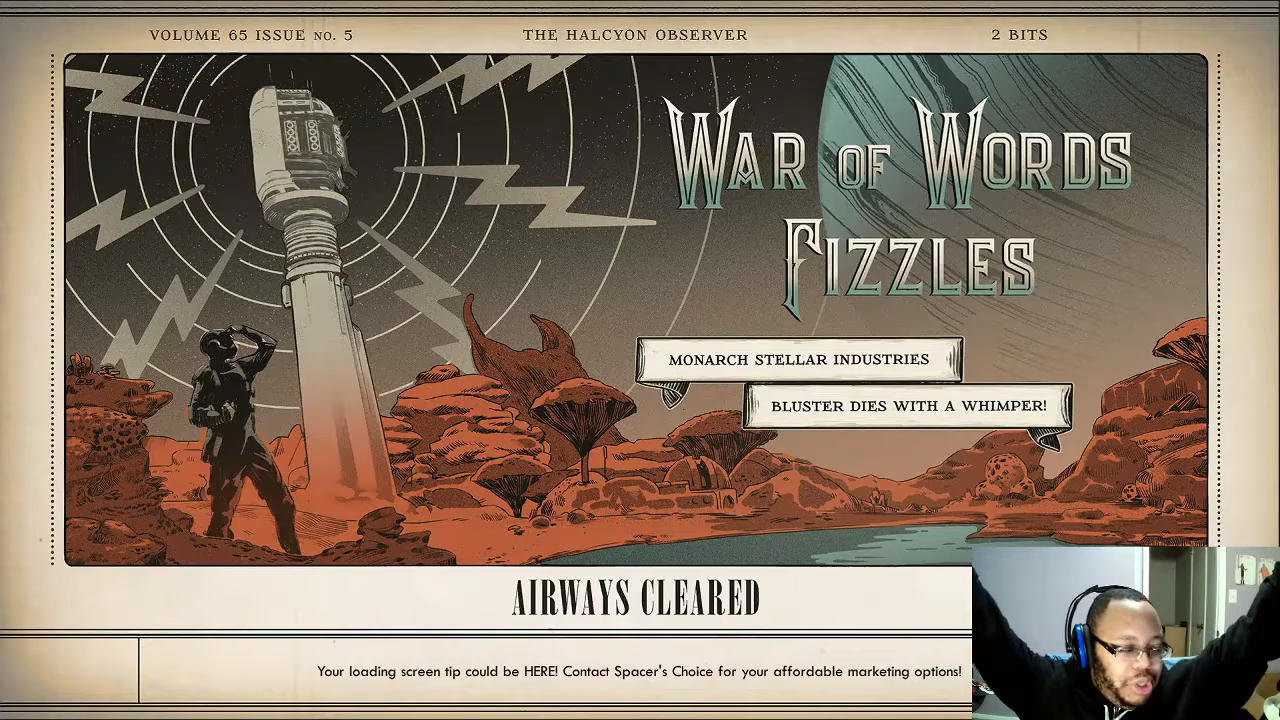 VOLUME 65 ISSUE NO. 5
THE HALCYON OBSERVER
2 BITS
WAR OF WORDS
FIZZLES
MONARCH STELLAR INDUSTRIES
BLUSTER DIES WITH A WHIMPER!
AIRWAYS CLEARED
Your loading screen tip could be HERE! Contact Spacer's Choice for your affordable marketing options!